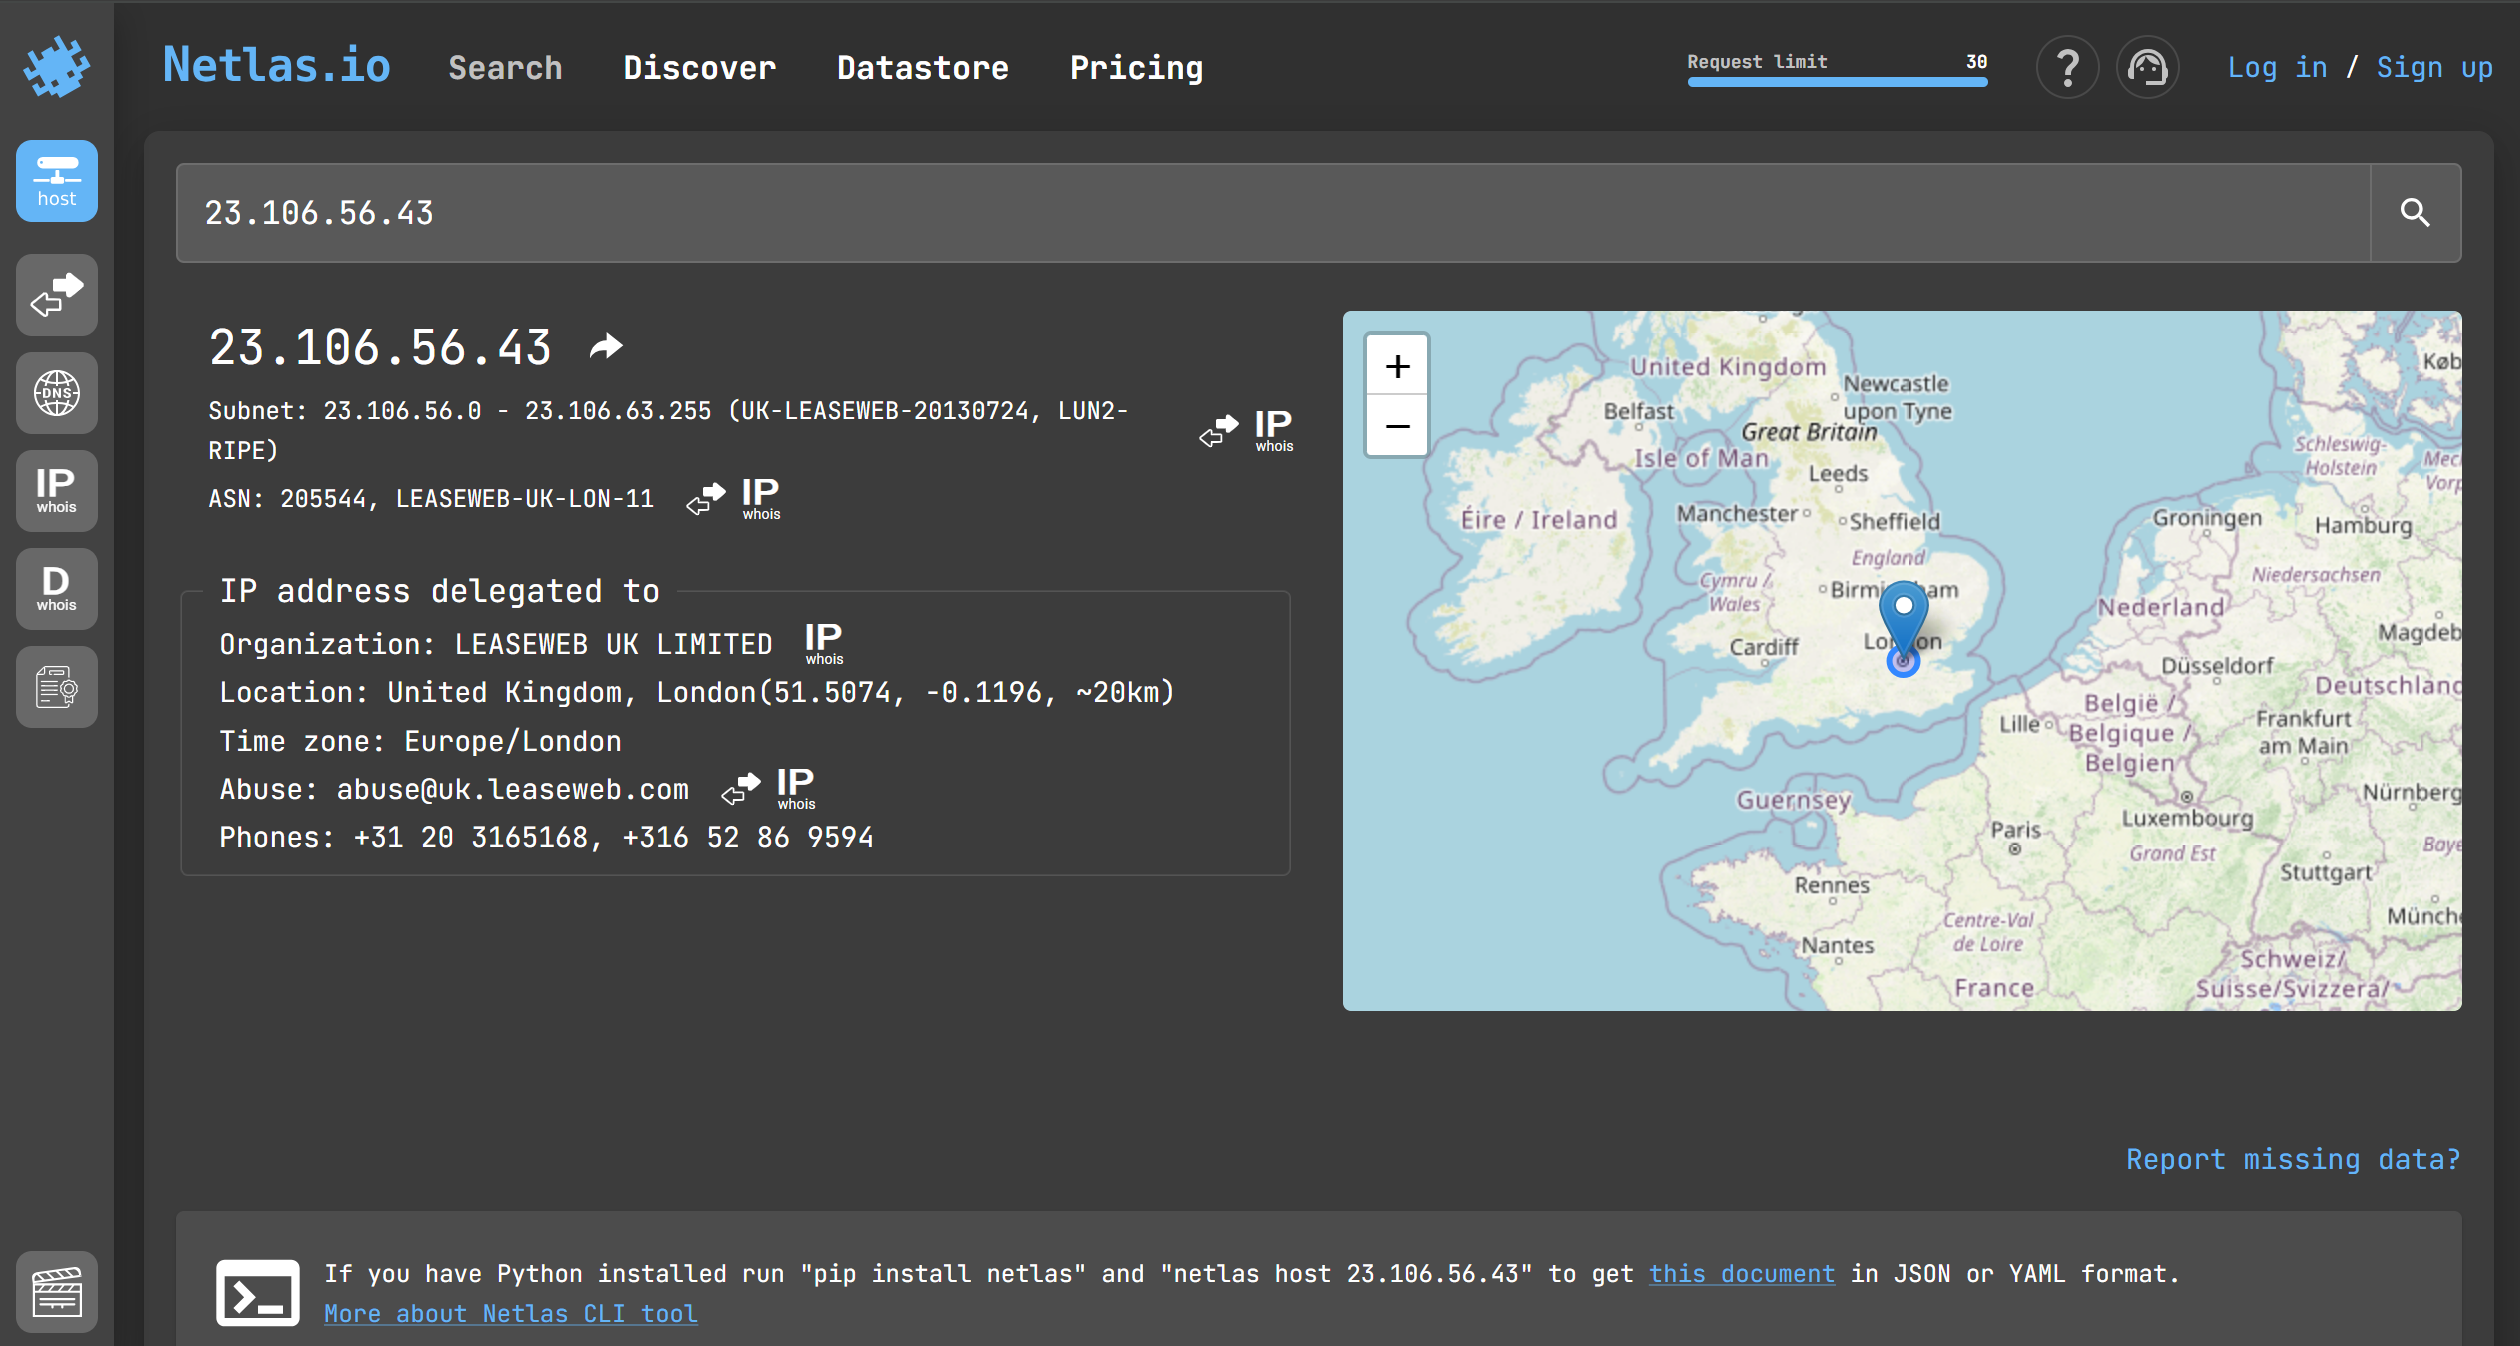 Netlas.io
Search
Discover
Datastore
Pricing
Request limit 30
Log in / Sign up
host
DNS
IP
whois
D
whois
23.106.56.43
23.106.56.43
Subnet: 23.106.56.0 - 23.106.63.255 (UK-LEASEWEB-20130724, LUN2-
RIPE)
IP
whois
ASN: 205544, LEASEWEB-UK-LON-11
IP
whois
IP address delegated to
Organization: LEASEWEB UK LIMITED
IP
whois
Location: United Kingdom, London(51.5074, -0.1196, ~20km)
Time zone: Europe/London
Abuse: abuse@uk.leaseweb.com
IP
whois
Phones: +31 20 3165168, +316 52 86 9594
+
−
United Kingdom
Newcastle
upon Tyne
Belfast
Great Britain
Isle of Man
Leeds
Éire / Ireland
Manchester
Sheffield
England
Cymru /
Wales
Cardiff
Køb
Schleswig-
Holstein
Mec
Vorp
Groningen
Hamburg
Niedersachsen
Nederland
Magdeb
Düsseldorf
Deutschland
België /
Belgique /
Belgien
Lille
Frankfurt
am Main
Nürnberg
Guernsey
Luxembourg
Paris
Grand Est
Baye
Stuttgart
Rennes
Münche
Centre-Val
de Loire
Nantes
Schweiz/
Suisse/Svizzera/
France
Report missing data?
If you have Python installed run "pip install netlas" and "netlas host 23.106.56.43" to get this document in JSON or YAML format.
More about Netlas CLI tool